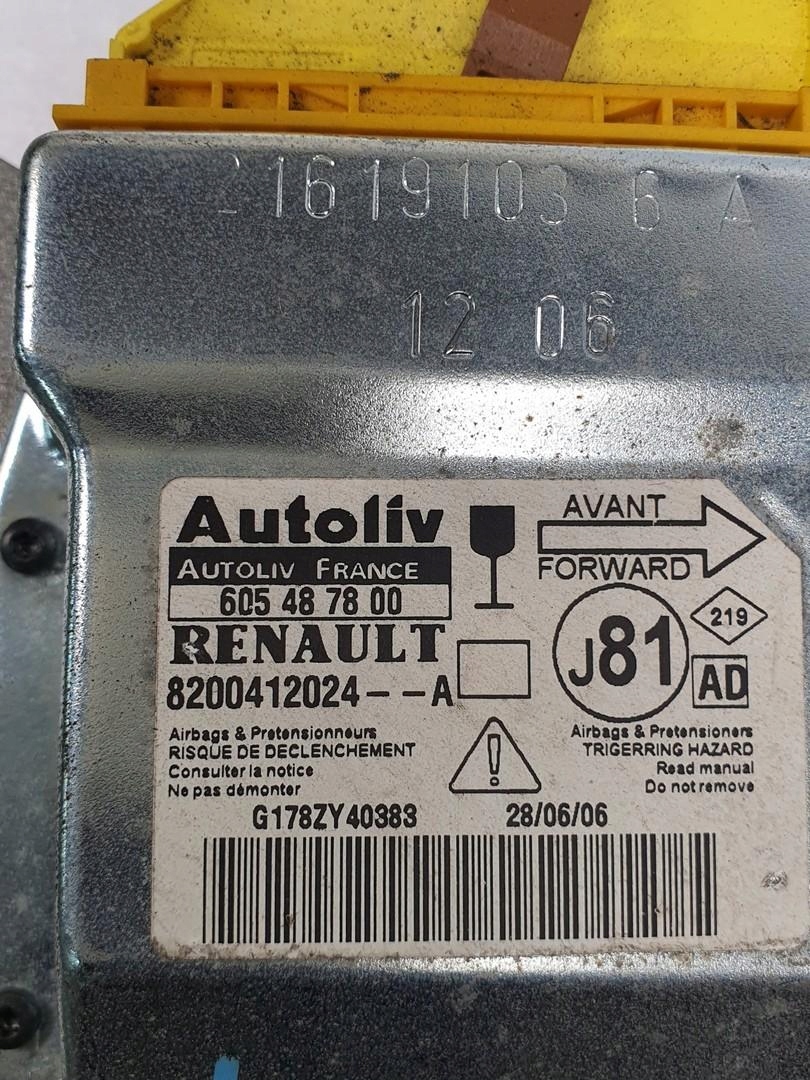 1619103 6 A
12 06
Autoliv
AUTOLIV FRANCE
605 48 78 00
RENAULT
8200412024--A
AVANT
FORWARD
J81
219
AD
Airbags & Pretensionneurs
RISQUE DE DECLENCHEMENT
Consulter la notice
Ne pas démonter
Airbags & Pretensioners
TRIGERRING HAZARD
Read manual
Do not remove
G178ZY40383 28/06/06